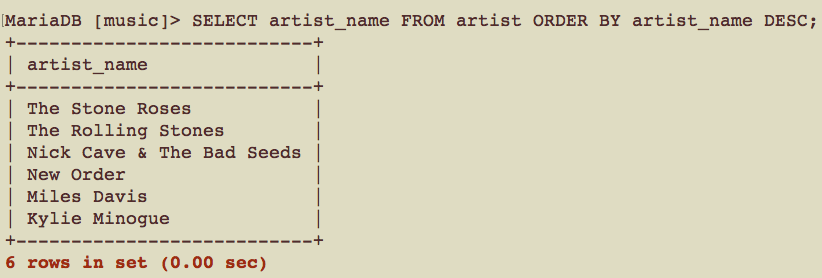 MariaDB [music]> SELECT artist_name FROM artist ORDER BY artist_name DESC;
+---------------------------+
| artist_name               |
+---------------------------+
| The Stone Roses           |
| The Rolling Stones        |
| Nick Cave & The Bad Seeds |
| New Order                 |
| Miles Davis               |
| Kylie Minogue             |
+---------------------------+
6 rows in set (0.00 sec)